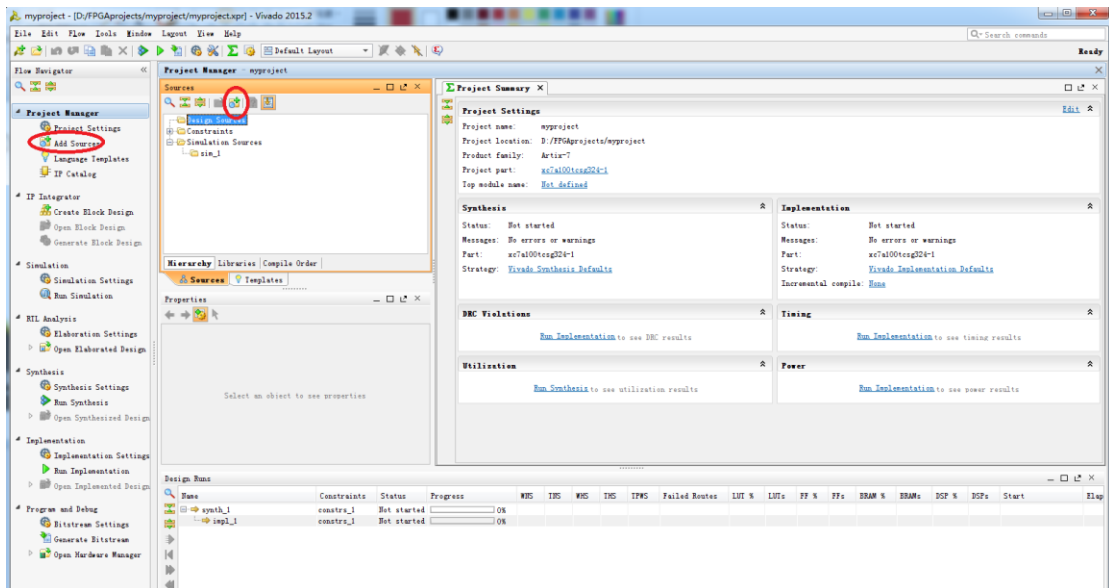 myproject - [D:/FPGAprojects/myproject/myproject.xpr] - Vivado 2015.2
File Edit Flow Tools Window Layout View Help
Search commands
Default Layout
Ready
Flow Navigator
Project Manager
Project Settings
Add Sources
Language Templates
IP Catalog
IP Integrator
Create Block Design
Open Block Design
Generate Block Design
Simulation
Simulation Settings
Run Simulation
RTL Analysis
Elaboration Settings
Open Elaborated Design
Synthesis
Synthesis Settings
Run Synthesis
Open Synthesized Design
Implementation
Implementation Settings
Run Implementation
Open Implemented Design
Program and Debug
Bitstream Settings
Generate Bitstream
Open Hardware Manager
Project Manager - myproject
Sources
Design Sources
Constraints
Simulation Sources
sim_1
Hierarchy Libraries Compile Order
Sources Templates
Properties
Select an object to see properties
Project Summary
Project Settings Edit
Project name: myproject
Project location: D:/FPGAprojects/myproject
Product family: Artix-7
Project part: xc7a100tcsg324-1
Top module name: Not defined
Synthesis
Status: Not started
Messages: No errors or warnings
Part: xc7a100tcsg324-1
Strategy: Vivado Synthesis Defaults
Implementation
Status: Not started
Messages: No errors or warnings
Part: xc7a100tcsg324-1
Strategy: Vivado Implementation Defaults
Incremental compile: None
DRC Violations
Run Implementation to see DRC results
Timing
Run Implementation to see timing results
Utilization
Run Synthesis to see utilization results
Power
Run Implementation to see power results
Design Runs
Name Constraints Status Progress WNS TNS WHS THS TPWS Failed Routes LUT % LUTs FF % FFs BRAM % BRAMs DSP % DSPs Start Elap
synth_1 constrs_1 Not started 0%
impl_1 constrs_1 Not started 0%